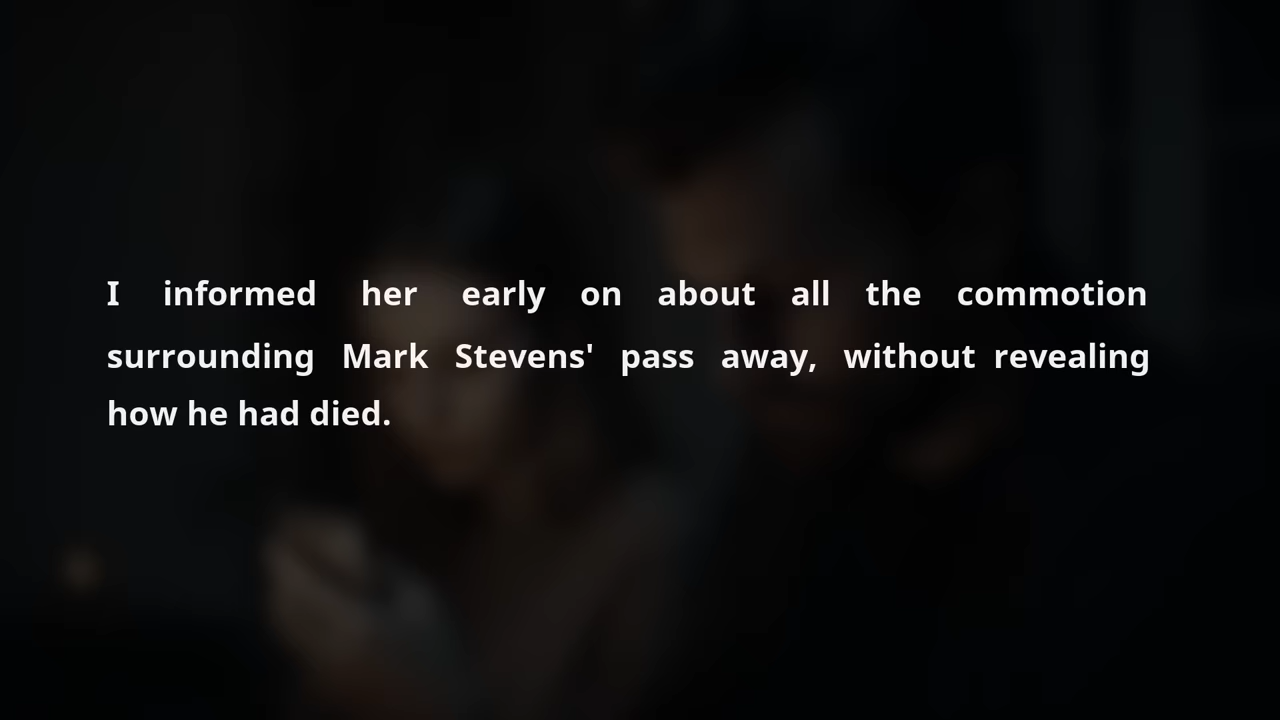 I informed her early on about all the commotion
surrounding Mark Stevens' pass away, without revealing
how he had died.